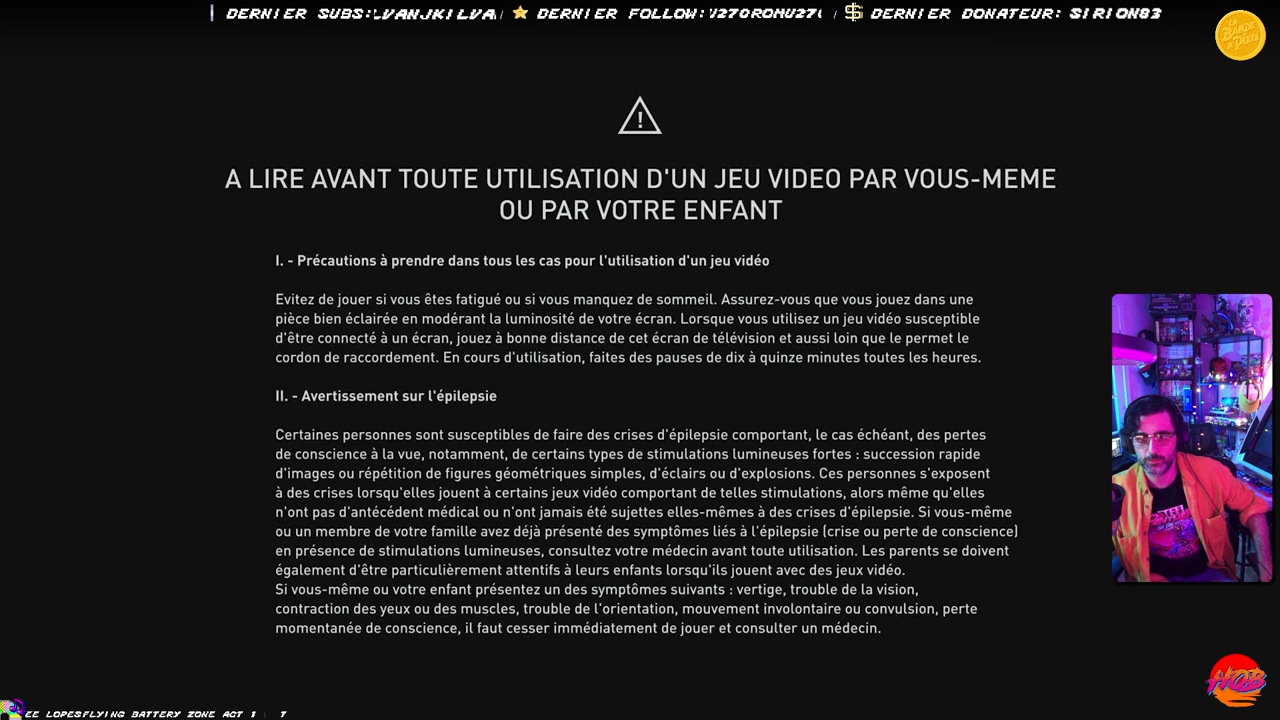 DERNIER SUBS: / DERNIER FOLLOW: / DERNIER DONATEUR: SIRION83
LA BANDE A PIXEL
A LIRE AVANT TOUTE UTILISATION D'UN JEU VIDEO PAR VOUS-MEME
OU PAR VOTRE ENFANT
I. - Précautions à prendre dans tous les cas pour l'utilisation d'un jeu vidéo
Evitez de jouer si vous êtes fatigué ou si vous manquez de sommeil. Assurez-vous que vous jouez dans une
pièce bien éclairée en modérant la luminosité de votre écran. Lorsque vous utilisez un jeu vidéo susceptible
d'être connecté à un écran, jouez à bonne distance de cet écran de télévision et aussi loin que le permet le
cordon de raccordement. En cours d'utilisation, faites des pauses de dix à quinze minutes toutes les heures.
II. - Avertissement sur l'épilepsie
Certaines personnes sont susceptibles de faire des crises d'épilepsie comportant, le cas échéant, des pertes
de conscience à la vue, notamment, de certains types de stimulations lumineuses fortes : succession rapide
d'images ou répétition de figures géométriques simples, d'éclairs ou d'explosions. Ces personnes s'exposent
à des crises lorsqu'elles jouent à certains jeux vidéo comportant de telles stimulations, alors même qu'elles
n'ont pas d'antécédent médical ou n'ont jamais été sujettes elles-mêmes à des crises d'épilepsie. Si vous-même
ou un membre de votre famille avez déjà présenté des symptômes liés à l'épilepsie (crise ou perte de conscience)
en présence de stimulations lumineuses, consultez votre médecin avant toute utilisation. Les parents se doivent
également d'être particulièrement attentifs à leurs enfants lorsqu'ils jouent avec des jeux vidéo.
Si vous-même ou votre enfant présentez un des symptômes suivants : vertige, trouble de la vision,
contraction des yeux ou des muscles, trouble de l'orientation, mouvement involontaire ou convulsion, perte
momentanée de conscience, il faut cesser immédiatement de jouer et consulter un médecin.
HQB
EE LOPESFLYING BATTERY ZONE ACT 1